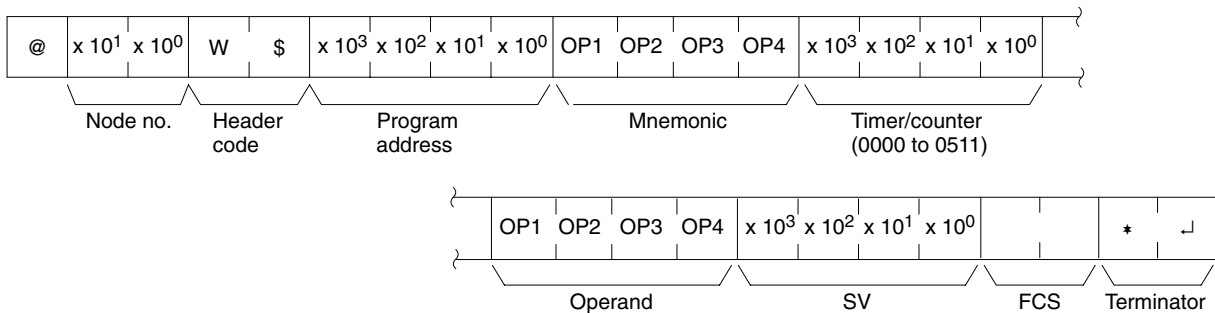 @ x 10¹ x 10⁰ W $ x 10³ x 10² x 10¹ x 10⁰ OP1 OP2 OP3 OP4 x 10³ x 10² x 10¹ x 10⁰
Node no. Header code Program address Mnemonic Timer/counter (0000 to 0511)
OP1 OP2 OP3 OP4 x 10³ x 10² x 10¹ x 10⁰ * ↵
Operand SV FCS Terminator